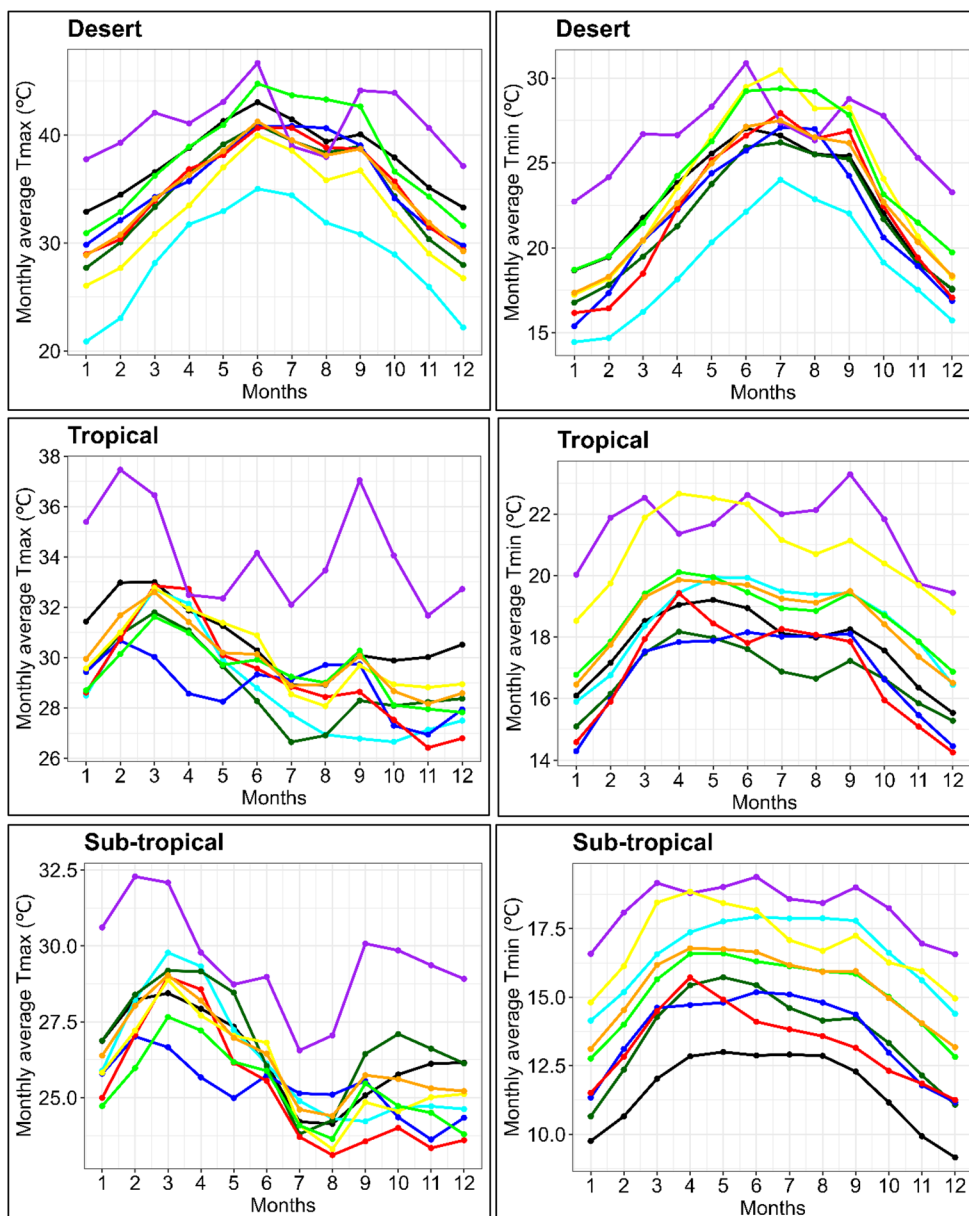 Desert
Monthly average Tmax (°C)
40
30
20
1 2 3 4 5 6 7 8 9 10 11 12
Months
Desert
Monthly average Tmin (°C)
30
25
20
15
1 2 3 4 5 6 7 8 9 10 11 12
Months
Tropical
Monthly average Tmax (°C)
38
36
34
32
30
28
26
1 2 3 4 5 6 7 8 9 10 11 12
Months
Tropical
Monthly average Tmin (°C)
22
20
18
16
14
1 2 3 4 5 6 7 8 9 10 11 12
Months
Sub-tropical
Monthly average Tmax (°C)
32.5
30.0
27.5
25.0
1 2 3 4 5 6 7 8 9 10 11 12
Months
Sub-tropical
Monthly average Tmin (°C)
17.5
15.0
12.5
10.0
1 2 3 4 5 6 7 8 9 10 11 12
Months